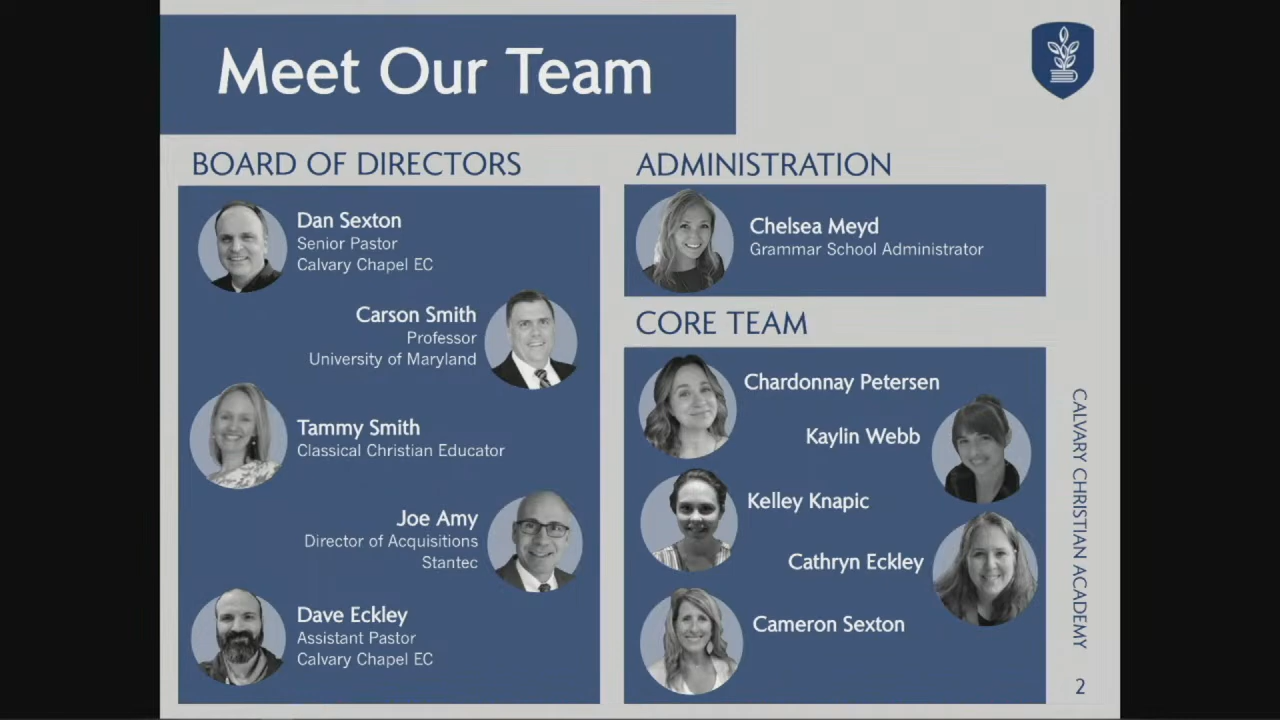 Meet Our Team
BOARD OF DIRECTORS
Dan Sexton
Senior Pastor
Calvary Chapel EC
Carson Smith
Professor
University of Maryland
Tammy Smith
Classical Christian Educator
Joe Amy
Director of Acquisitions
Stantec
Dave Eckley
Assistant Pastor
Calvary Chapel EC
ADMINISTRATION
Chelsea Meyd
Grammar School Administrator
CORE TEAM
Chardonnay Petersen
Kaylin Webb
Kelley Knapic
Cathryn Eckley
Cameron Sexton
CALVARY CHRISTIAN ACADEMY
2